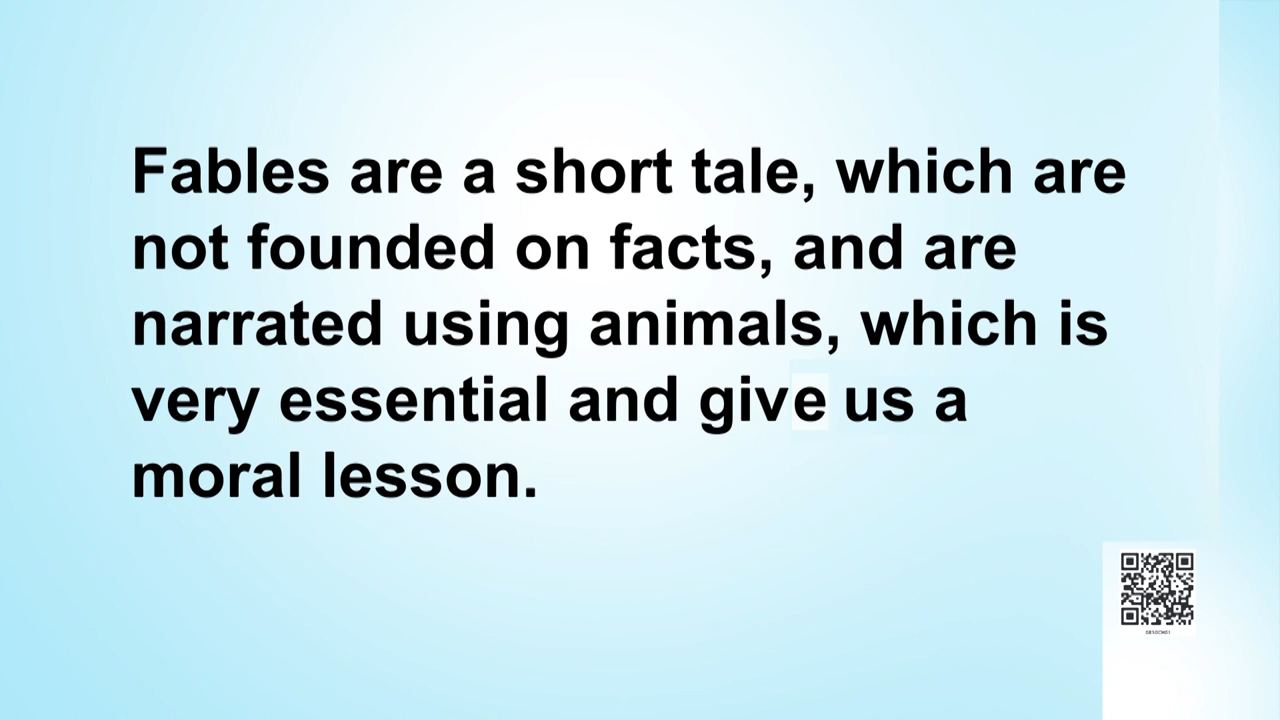 Fables are a short tale, which are
not founded on facts, and are
narrated using animals, which is
very essential and give us a
moral lesson.